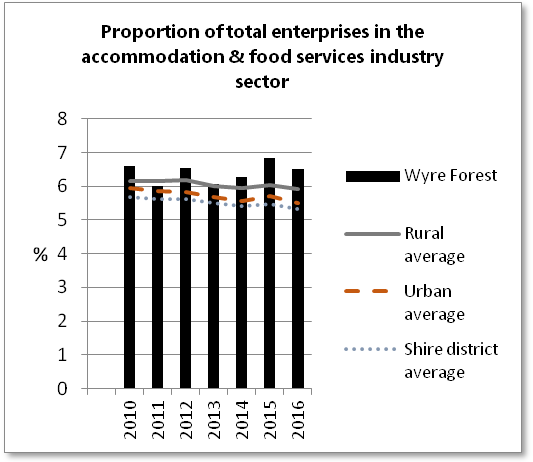 Proportion of total enterprises in the
accommodation & food services industry
sector
8
7
6
5
4
3
2
1
0
%
2010
2011
2012
2013
2014
2015
2016
Wyre Forest
Rural
average
Urban
average
Shire district
average